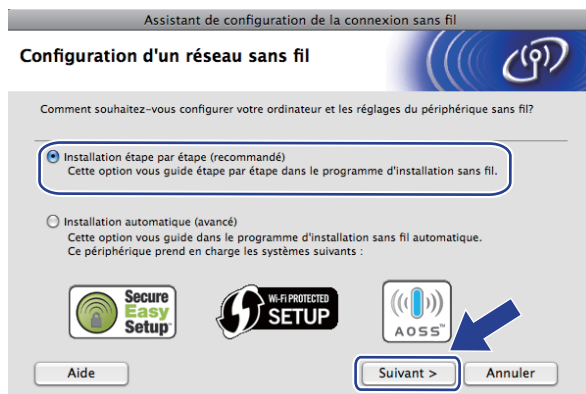 Assistant de configuration de la connexion sans fil
Configuration d'un réseau sans fil
Comment souhaitez-vous configurer votre ordinateur et les réglages du périphérique sans fil?
Installation étape par étape (recommandé)
Cette option vous guide étape par étape dans le programme d'installation sans fil.
Installation automatique (avancé)
Cette option vous guide dans le programme d'installation sans fil automatique.
Ce périphérique prend en charge les systèmes suivants :
Secure
Easy
Setup™
Wi-Fi PROTECTED
SETUP
AOSS™
Aide
Suivant >
Annuler